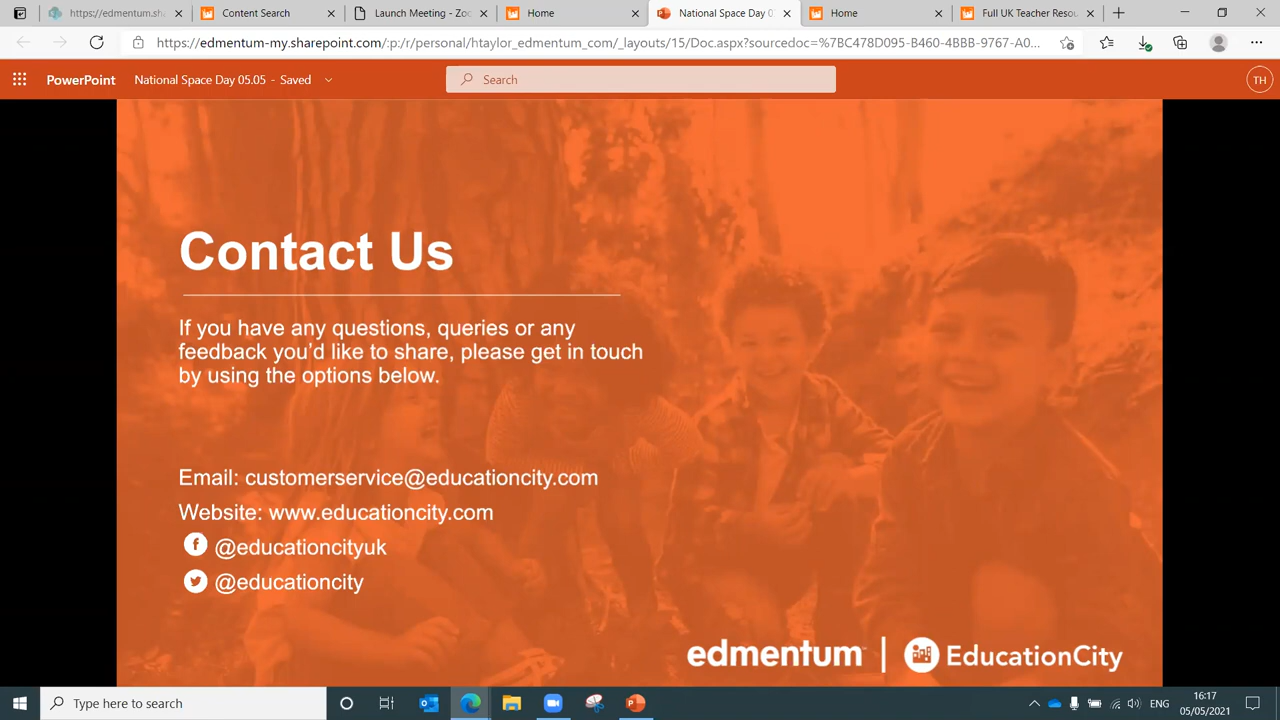 https://edmentum.sh
Content Search
Launch Meeting - Zoo
Home
National Space Day 0
Home
Full UK Teacher Resou
https://edmentum-my.sharepoint.com/:p:/r/personal/htaylor_edmentum_com/_layouts/15/Doc.aspx?sourcedoc=%7BC478D095-B460-4BBB-9767-A0...
PowerPoint
National Space Day 05.05 - Saved
Search
TH
Contact Us
If you have any questions, queries or any
feedback you'd like to share, please get in touch
by using the options below.
Email: customerservice@educationcity.com
Website: www.educationcity.com
@educationcityuk
@educationcity
edmentum | EducationCity
Type here to search
ENG
16:17
05/05/2021